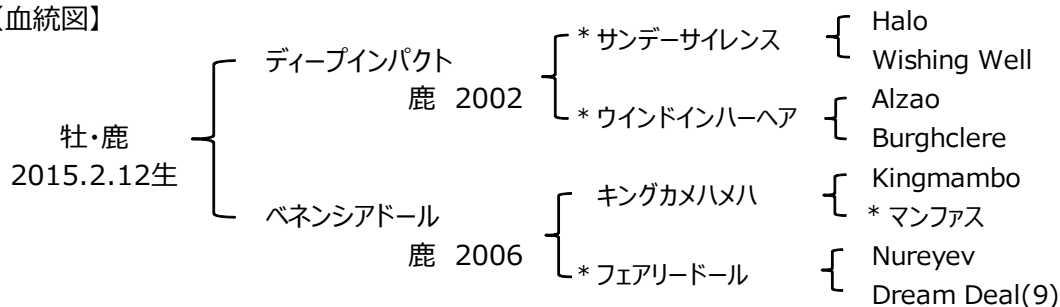 【血統図】
ディープインパクト
鹿 2002
* サンデーサイレンス
Halo
Wishing Well
* ウインドインハーヘア
Alzao
Burghclere
牡・鹿
2015.2.12生
ベネンシアドール
鹿 2006
キングカメハメハ
Kingmambo
* マンファス
* フェアリードール
Nureyev
Dream Deal(9)